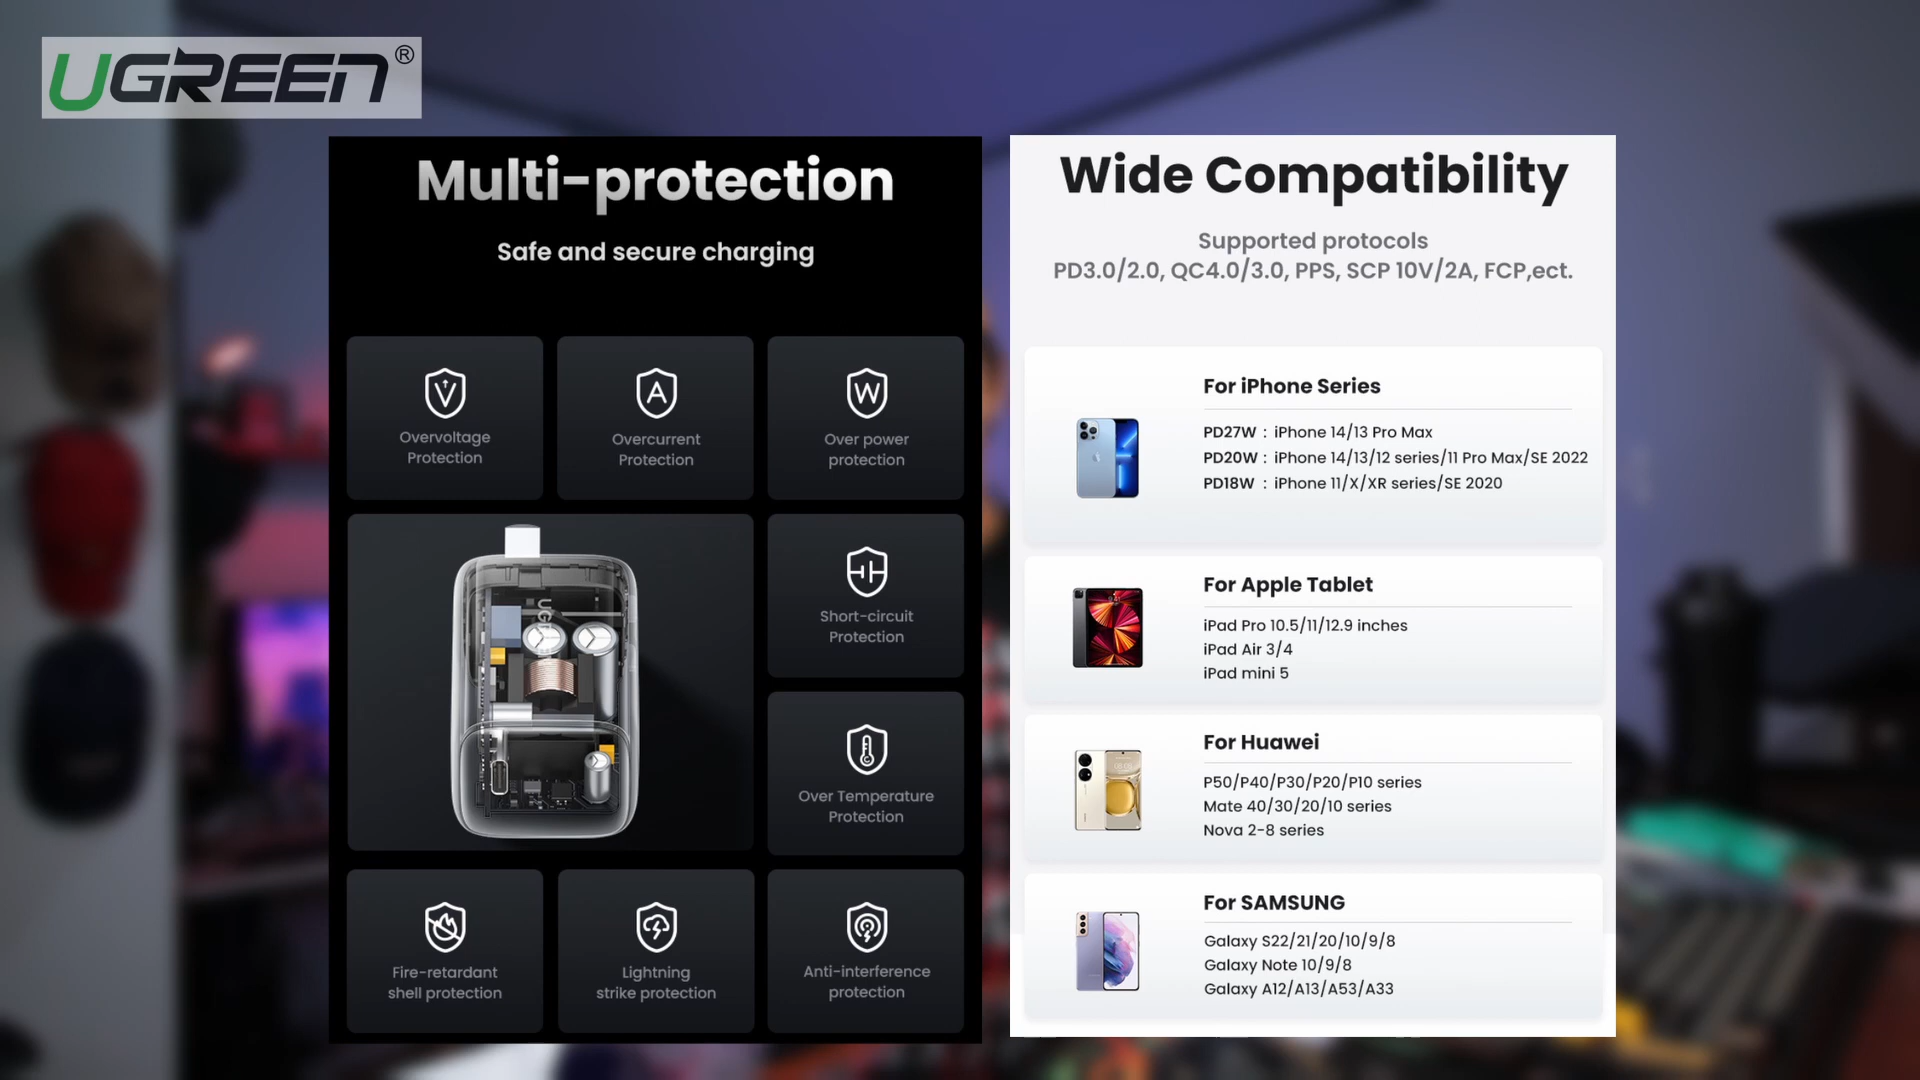 UGREEN®
Multi-protection
Safe and secure charging
Overvoltage
Protection
Overcurrent
Protection
Over power
protection
Short-circuit
Protection
Over Temperature
Protection
Fire-retardant
shell protection
Lightning
strike protection
Anti-interference
protection
Wide Compatibility
Supported protocols
PD3.0/2.0, QC4.0/3.0, PPS, SCP 10V/2A, FCP,ect.
For iPhone Series
PD27W : iPhone 14/13 Pro Max
PD20W : iPhone 14/13/12 series/11 Pro Max/SE 2022
PD18W : iPhone 11/X/XR series/SE 2020
For Apple Tablet
iPad Pro 10.5/11/12.9 inches
iPad Air 3/4
iPad mini 5
For Huawei
P50/P40/P30/P20/P10 series
Mate 40/30/20/10 series
Nova 2-8 series
For SAMSUNG
Galaxy S22/21/20/10/9/8
Galaxy Note 10/9/8
Galaxy A12/A13/A53/A33